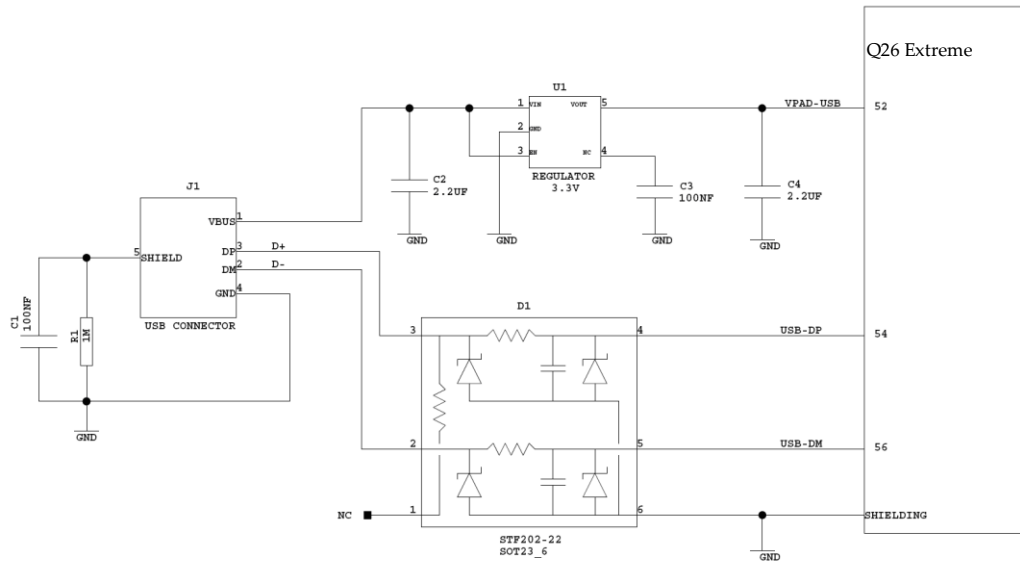 Q26 Extreme
U1
1 VIN VOUT 5 VPAD-USB 52
2 GND
3 EN NC 4
REGULATOR
3.3V
C2
2.2UF
C3
100NF
C4
2.2UF
GND GND GND GND
J1
VBUS 1
5 SHIELD DP 3 D+
DM 2 D-
GND 4
USB CONNECTOR
C1
100NF
R1
1M
GND
D1
3 4 USB-DP 54
2 5 USB-DM 56
NC 1 6 SHIELDING
STF202-22
SOT23_6
GND